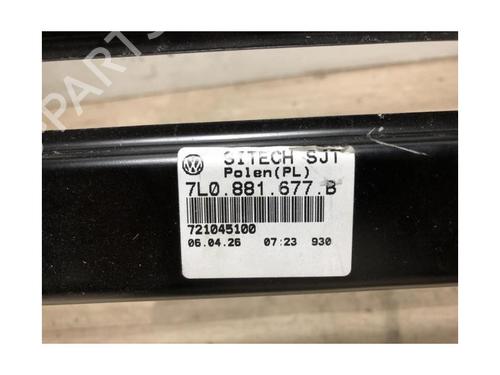 SITECH SJT
Polen(PL)
7L0.881.677.B
721045100
06.04.26 07:23 930